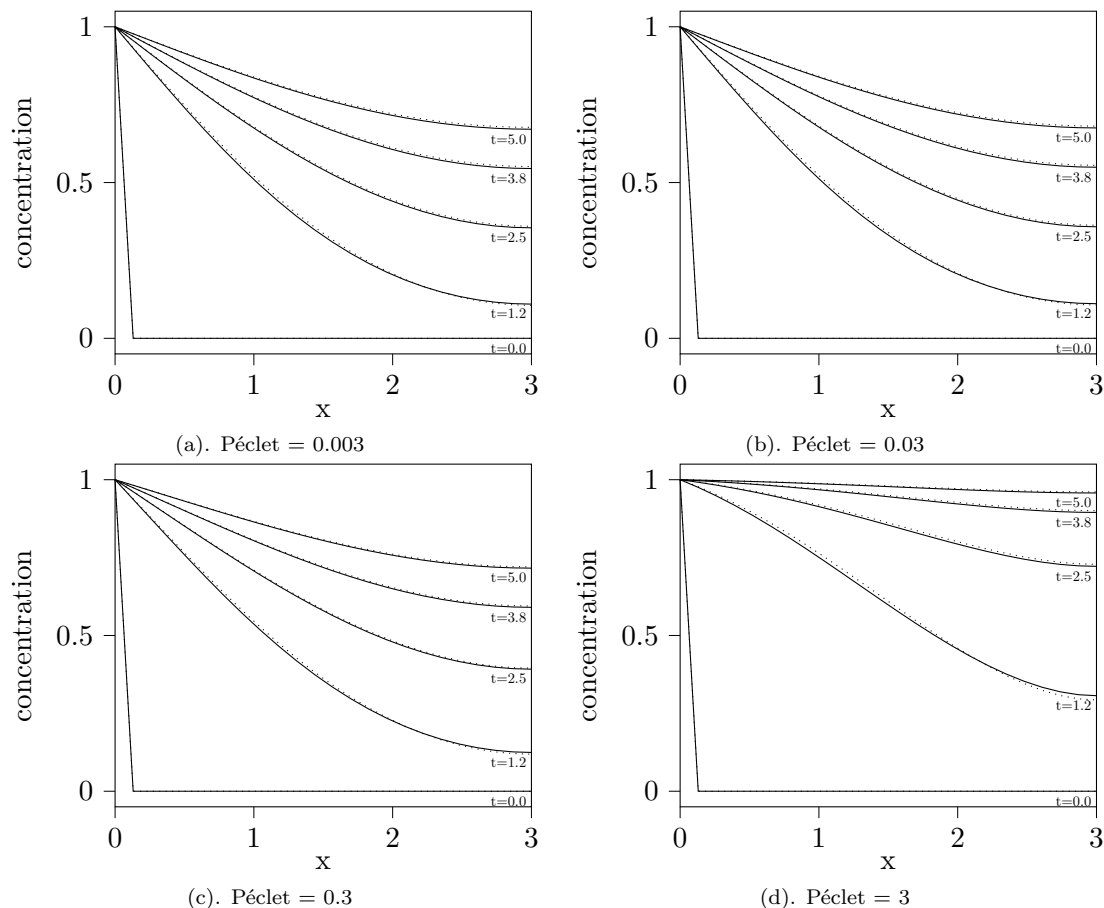 1
0.5
0
concentration
t=5.0
t=3.8
t=2.5
t=1.2
t=0.0
0 1 2 3
x
(a). Péclet = 0.003
1
0.5
0
concentration
t=5.0
t=3.8
t=2.5
t=1.2
t=0.0
0 1 2 3
x
(b). Péclet = 0.03
1
0.5
0
concentration
t=5.0
t=3.8
t=2.5
t=1.2
t=0.0
0 1 2 3
x
(c). Péclet = 0.3
1
0.5
0
concentration
t=5.0
t=3.8
t=2.5
t=1.2
t=0.0
0 1 2 3
x
(d). Péclet = 3